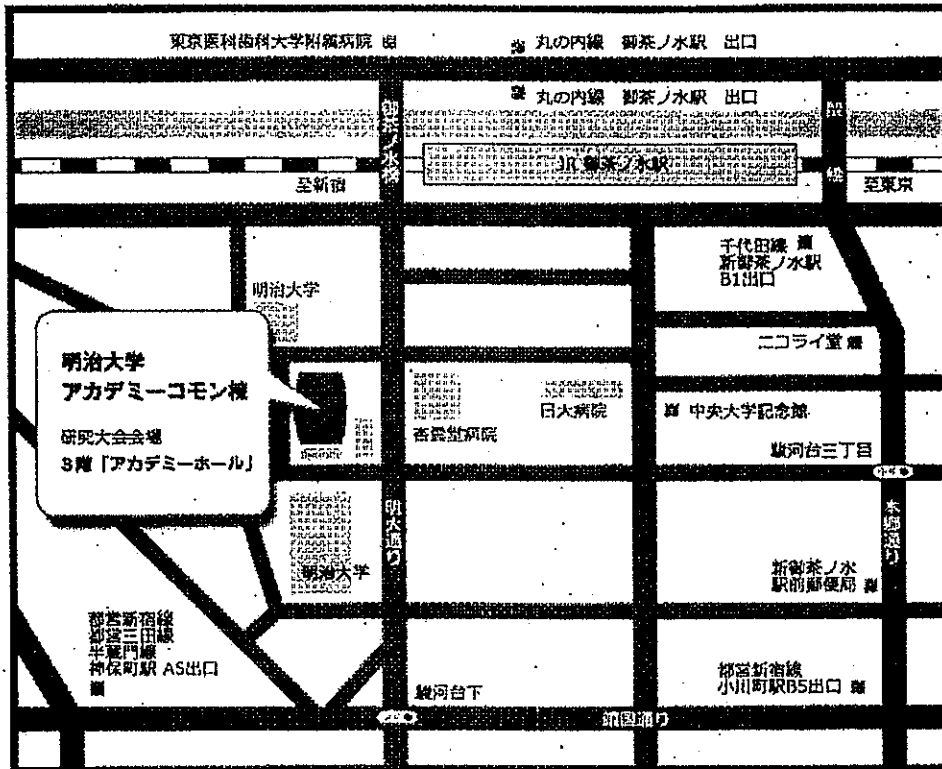 東京医科歯科大学附属病院
丸の内線 御茶ノ水駅 出口
丸の内線 御茶ノ水駅 出口
御茶ノ水橋
JR 御茶ノ水駅
至新宿
至東京
千代田線
新御茶ノ水駅
B1出口
明治大学
ニコライ堂
明治大学
アカデミーコモン棟
研究大会会場
3階「アカデミーホール」
杏雲堂病院
日大病院
中央大学記念館
駿河台三丁目
明大通り
本郷通り
明治大学
新御茶ノ水
駅前郵便局
都営新宿線
都営三田線
半蔵門線
神保町駅 A5出口
駿河台下
都営新宿線
小川町駅B5出口
靖国通り